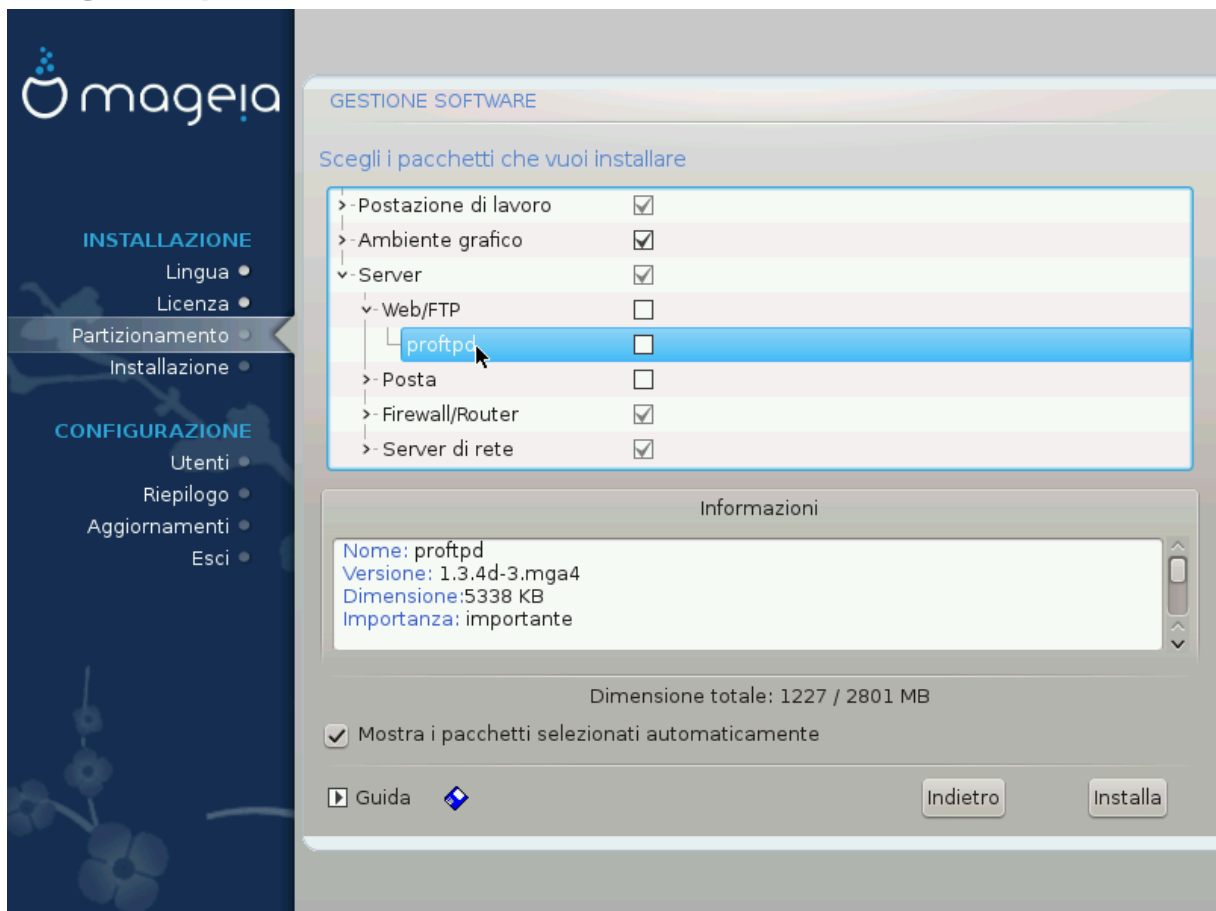 mageia
INSTALLAZIONE
Lingua
Licenza
Partizionamento
Installazione
CONFIGURAZIONE
Utenti
Riepilogo
Aggiornamenti
Esci
GESTIONE SOFTWARE
Scegli i pacchetti che vuoi installare
Postazione di lavoro
Ambiente grafico
Server
Web/FTP
proftpd
Posta
Firewall/Router
Server di rete
Informazioni
Nome: proftpd
Versione: 1.3.4d-3.mga4
Dimensione:5338 KB
Importanza: importante
Dimensione totale: 1227 / 2801 MB
Mostra i pacchetti selezionati automaticamente
Guida
Indietro
Installa